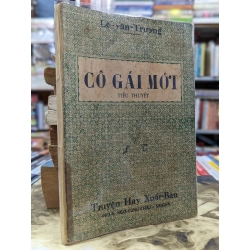 Lê-văn-Trương
CÔ GÁI MỚI
TIỂU THUYẾT
Truyện Hay Xuất-Bản